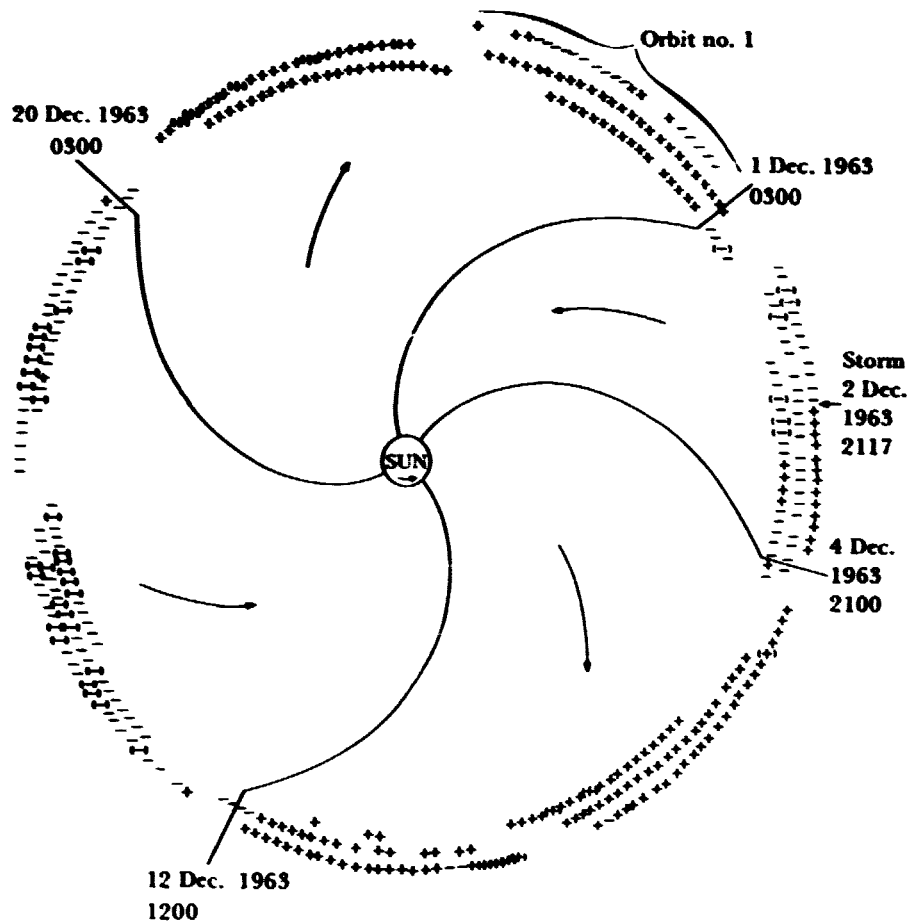 Orbit no. 1
20 Dec. 1963
0300
1 Dec. 1963
0300
Storm
2 Dec.
1963
2117
SUN
4 Dec.
1963
2100
12 Dec. 1963
1200